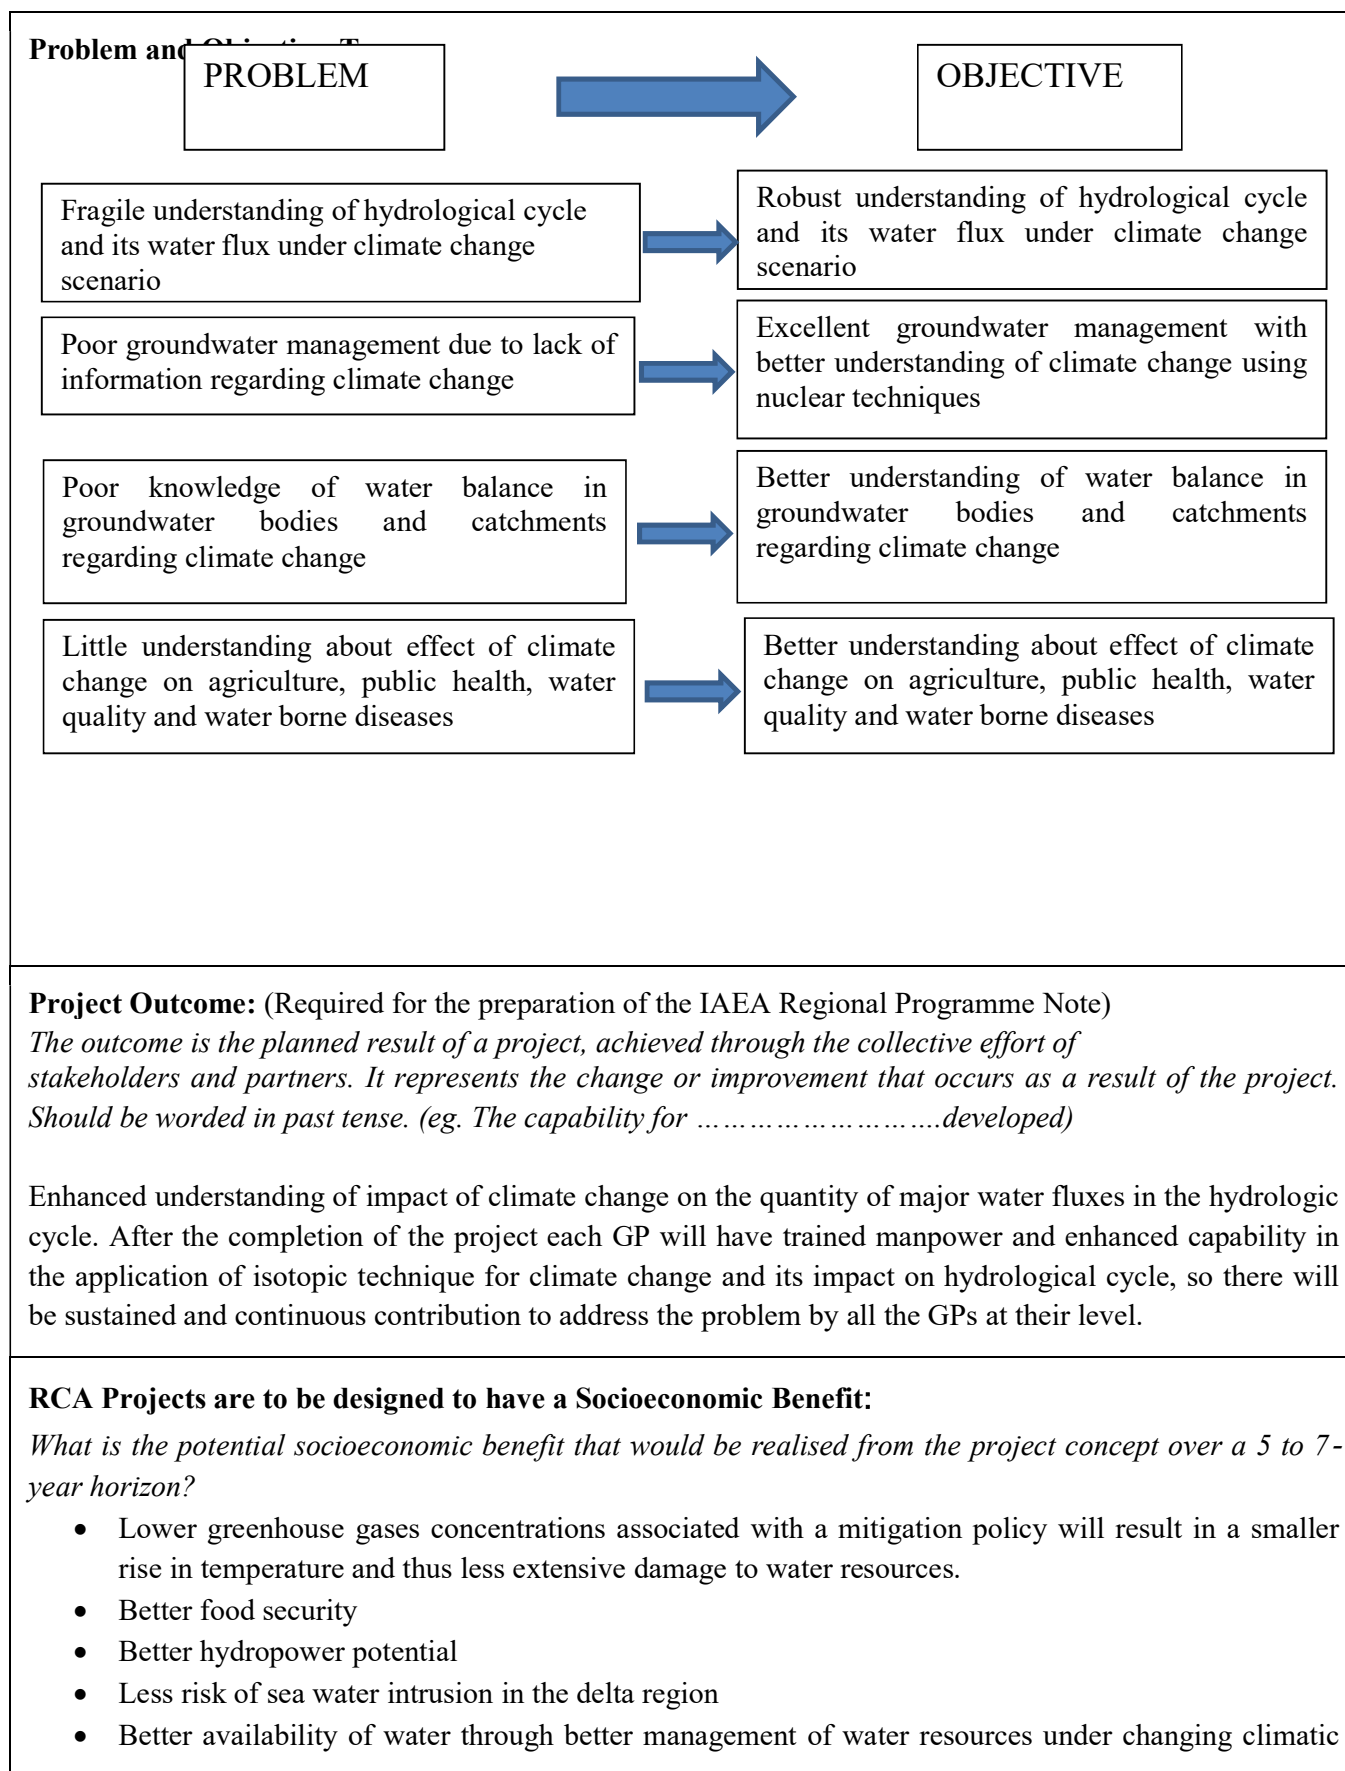 Problem and
PROBLEM
OBJECTIVE
Fragile understanding of hydrological cycle
and its water flux under climate change
scenario
Robust understanding of hydrological cycle
and its water flux under climate change
scenario
Poor groundwater management due to lack of
information regarding climate change
Excellent groundwater management with
better understanding of climate change using
nuclear techniques
Poor knowledge of water balance in
groundwater bodies and catchments
regarding climate change
Better understanding of water balance in
groundwater bodies and catchments
regarding climate change
Little understanding about effect of climate
change on agriculture, public health, water
quality and water borne diseases
Better understanding about effect of climate
change on agriculture, public health, water
quality and water borne diseases
Project Outcome: (Required for the preparation of the IAEA Regional Programme Note)
The outcome is the planned result of a project, achieved through the collective effort of
stakeholders and partners. It represents the change or improvement that occurs as a result of the project.
Should be worded in past tense. (eg. The capability for ……………………….developed)
Enhanced understanding of impact of climate change on the quantity of major water fluxes in the hydrologic
cycle. After the completion of the project each GP will have trained manpower and enhanced capability in
the application of isotopic technique for climate change and its impact on hydrological cycle, so there will
be sustained and continuous contribution to address the problem by all the GPs at their level.
RCA Projects are to be designed to have a Socioeconomic Benefit:
What is the potential socioeconomic benefit that would be realised from the project concept over a 5 to 7-
year horizon?
• Lower greenhouse gases concentrations associated with a mitigation policy will result in a smaller
rise in temperature and thus less extensive damage to water resources.
• Better food security
• Better hydropower potential
• Less risk of sea water intrusion in the delta region
• Better availability of water through better management of water resources under changing climatic